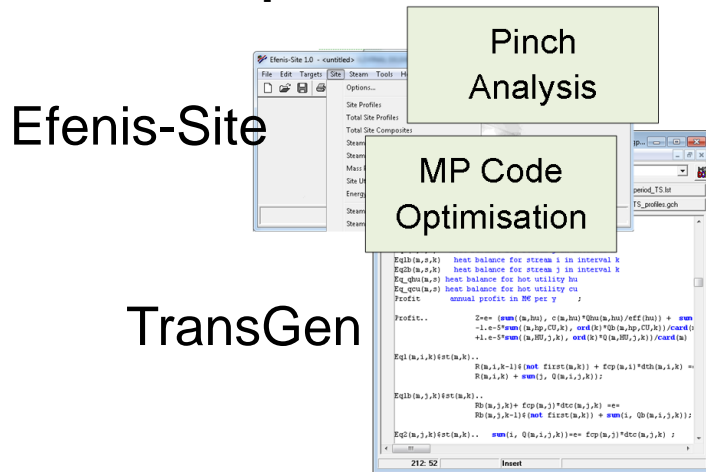 Pinch
Analysis
Efenis-Site 1.0 - <untitled>
File Edit Targets Site Steam Tools
Options...
Site Profiles
Total Site Profiles
Total Site Composites
Steam
Steam
Mass
Site Ut
Energy
Steam
Steam
Efenis-Site
MP Code
Optimisation
gp...
period_TS.lst
TS_profiles.gch
TransGen
Eq1b(m,s,k) heat balance for stream i in interval k
Eq2b(m,s,k) heat balance for stream j in interval k
Eq_qhu(m,s) heat balance for hot utility hu
Eq_qcu(m,s) heat balance for hot utility cu
Profit annual profit in M€ per y ;
Profit.. Z=e= (sum((m,hu), c(m,hu)*Qhu(m,hu)/eff(hu)) + sum
-1.e-5*sum((m,hp,CU,k), ord(k)*Qb(m,hp,CU,k))/card(
+1.e-5*sum((m,HU,j,k), ord(k)*Q(m,HU,j,k))/card(m)
Eq1(m,i,k)$st(m,k)..
R(m,i,k-1)$(not first(m,k)) + fcp(m,i)*dth(m,i,k) =
R(m,i,k) + sum(j, Q(m,i,j,k));
Eq1b(m,j,k)$st(m,k)..
Rb(m,j,k)+ fcp(m,j)*dtc(m,j,k) =e=
Rb(m,j,k-1)$(not first(m,k)) + sum(i, Qb(m,i,j,k));
Eq2(m,j,k)$st(m,k).. sum(i, Q(m,i,j,k))=e= fcp(m,j)*dtc(m,j,k) ;
212: 52 Insert